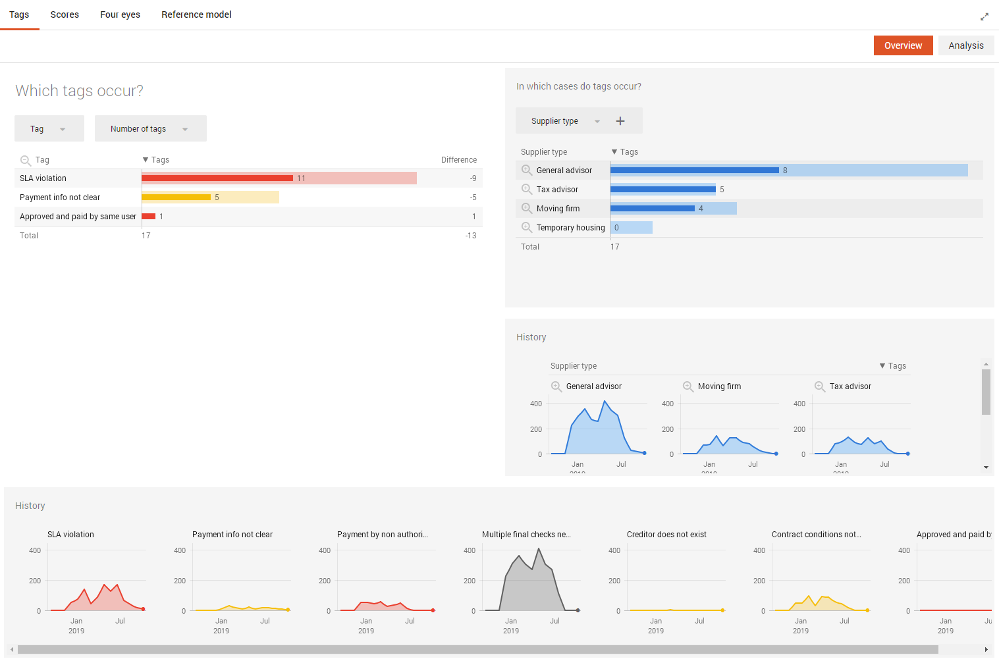 Tags Scores Four eyes Reference model
Overview Analysis
Which tags occur?
Tag Number of tags
Tag ▼ Tags Difference
SLA violation 11 -9
Payment info not clear 5 -5
Approved and paid by same user 1 1
Total 17 -13
In which cases do tags occur?
Supplier type +
Supplier type ▼ Tags
General advisor 8
Tax advisor 5
Moving firm 4
Temporary housing 0
Total 17
History
Supplier type ▼ Tags
General advisor Moving firm Tax advisor
400 400 400
200 200 200
0 0 0
Jan Jul Jan Jul Jan Jul
2019 2019 2019
History
SLA violation Payment info not clear Payment by non authori... Multiple final checks ne... Creditor does not exist Contract conditions not... Approved and paid by
400 400 400 400 400 400 400
200 200 200 200 200 200 200
0 0 0 0 0 0 0
Jan Jul Jan Jul Jan Jul Jan Jul Jan Jul Jan Jul Jan Ju
2019 2019 2019 2019 2019 2019 2019